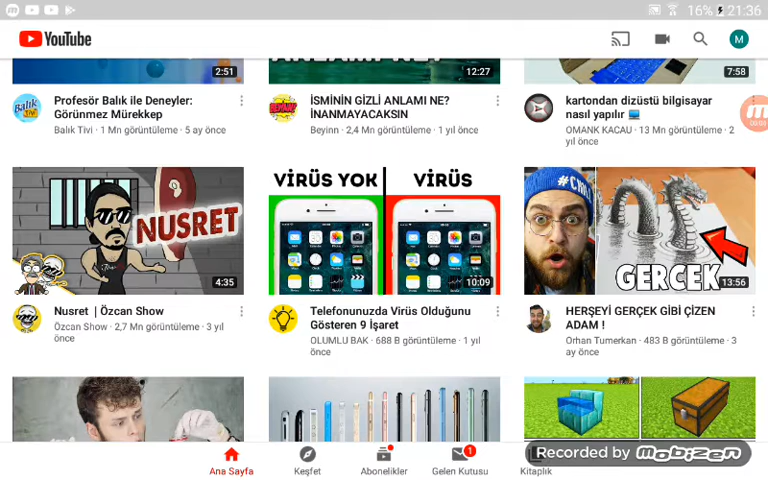 16% 21:36
YouTube
M
2:51
12:27
7:58
Profesör Balık ile Deneyler:
Görünmez Mürekkep
Balık Tivi · 1 Mn görüntüleme · 5 ay önce
İSMİNİN GİZLİ ANLAMI NE?
İNANMAYACAKSIN
Beyinn · 2,4 Mn görüntüleme · 1 yıl önce
kartondan dizüstü bilgisayar
nasıl yapılır
OMANK KACAU · 13 Mn görüntüleme · 2
yıl önce
NUSRET
4:35
VİRÜS YOK
VİRÜS
10:09
GERÇEK
13:56
Nusret | Özcan Show
Özcan Show · 2,7 Mn görüntüleme · 3 yıl
önce
Telefonunuzda Virüs Olduğunu
Gösteren 9 İşaret
OLUMLU BAK · 688 B görüntüleme · 1
yıl önce
HERŞEYİ GERÇEK GİBİ ÇİZEN
ADAM !
Orhan Tumerkan · 483 B görüntüleme · 3
ay önce
Recorded by mobizen
Ana Sayfa
Keşfet
Abonelikler
1
Gelen Kutusu
Kitaplık